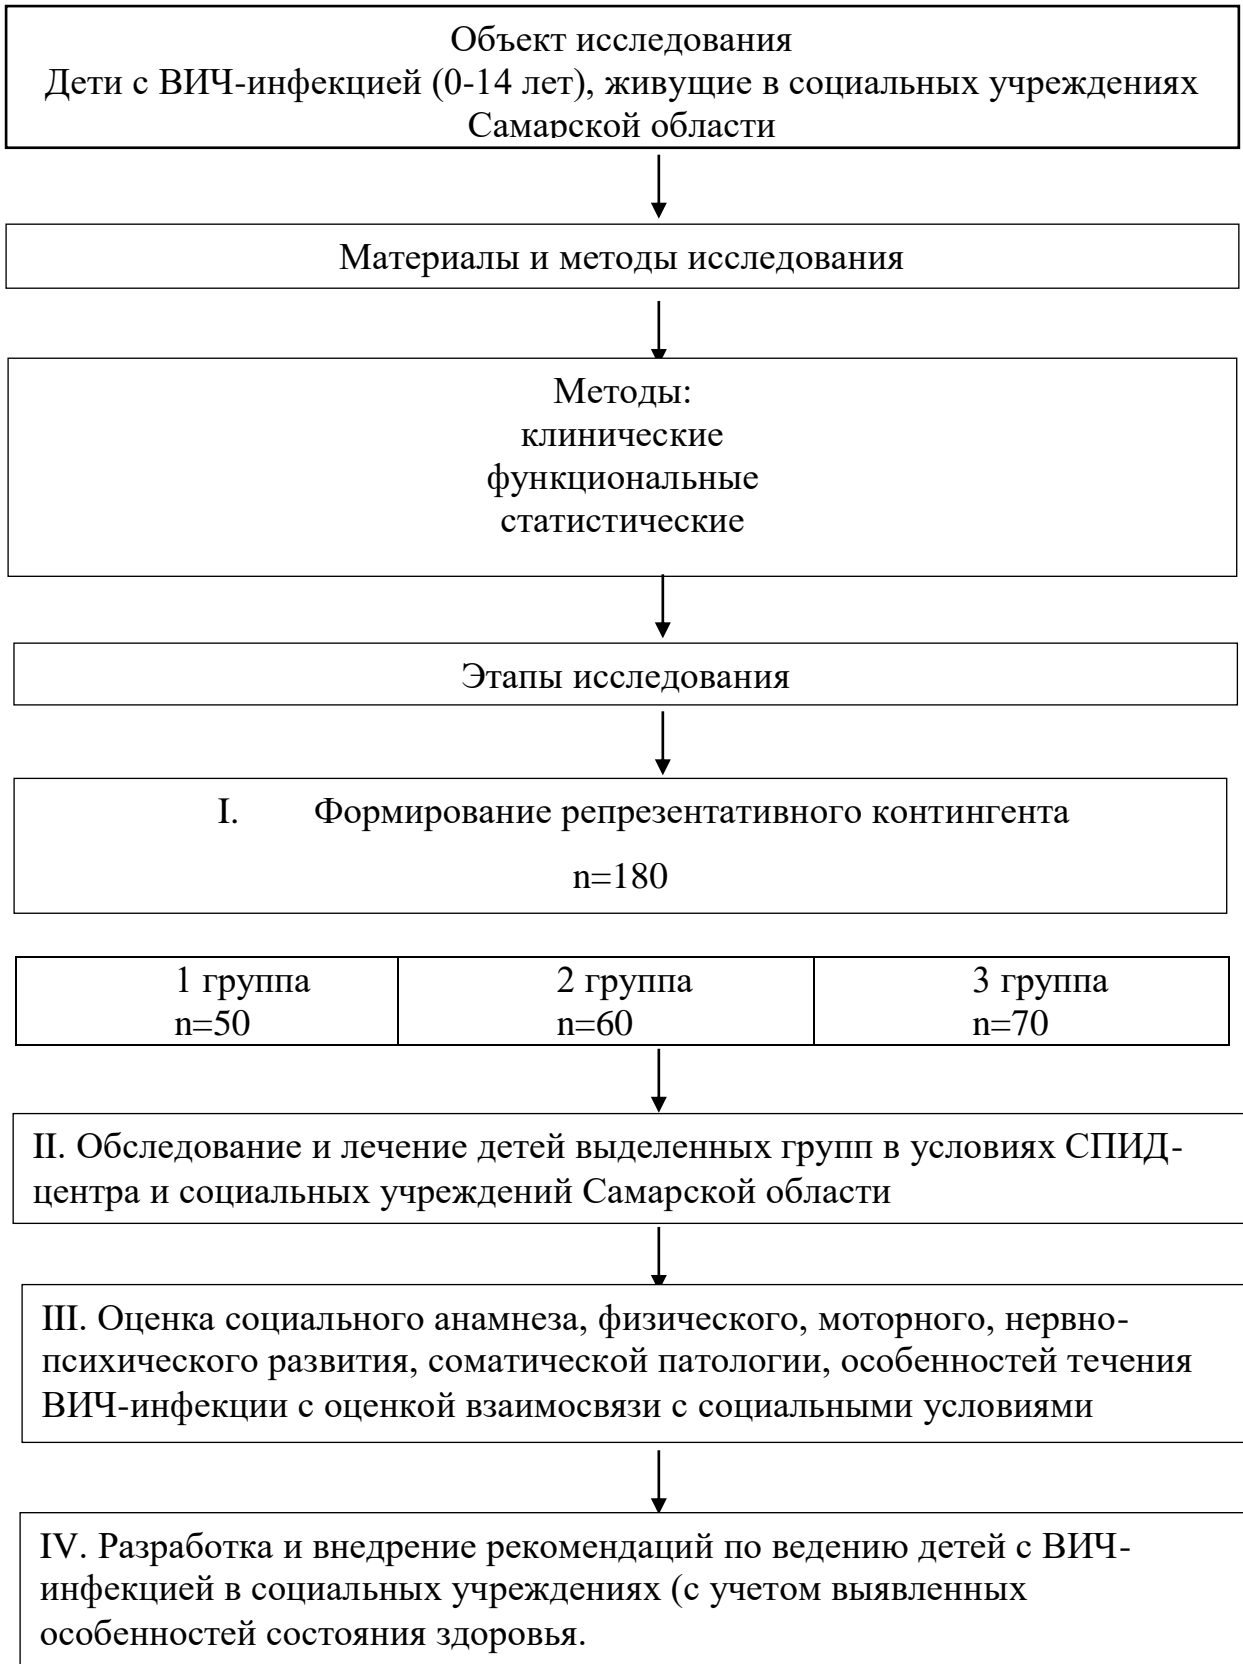 Объект исследования
Дети с ВИЧ-инфекцией (0-14 лет), живущие в социальных учреждениях
Самарской области
Материалы и методы исследования
Методы:
клинические
функциональные
статистические
Этапы исследования
I. Формирование репрезентативного контингента
n=180
1 группа
n=50
2 группа
n=60
3 группа
n=70
II. Обследование и лечение детей выделенных групп в условиях СПИД-
центра и социальных учреждений Самарской области
III. Оценка социального анамнеза, физического, моторного, нервно-
психического развития, соматической патологии, особенностей течения
ВИЧ-инфекции с оценкой взаимосвязи с социальными условиями
IV. Разработка и внедрение рекомендаций по ведению детей с ВИЧ-
инфекцией в социальных учреждениях (с учетом выявленных
особенностей состояния здоровья.